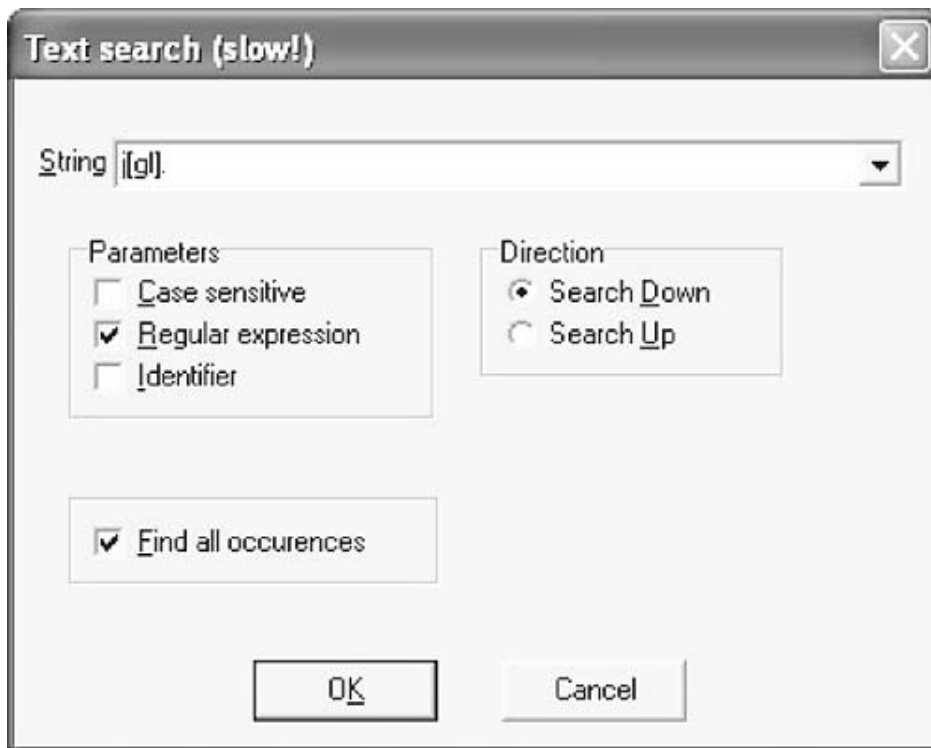 Text search (slow!)
String j[gl].
Parameters
Case sensitive
Regular expression
Identifier
Direction
Search Down
Search Up
Find all occurences
OK
Cancel